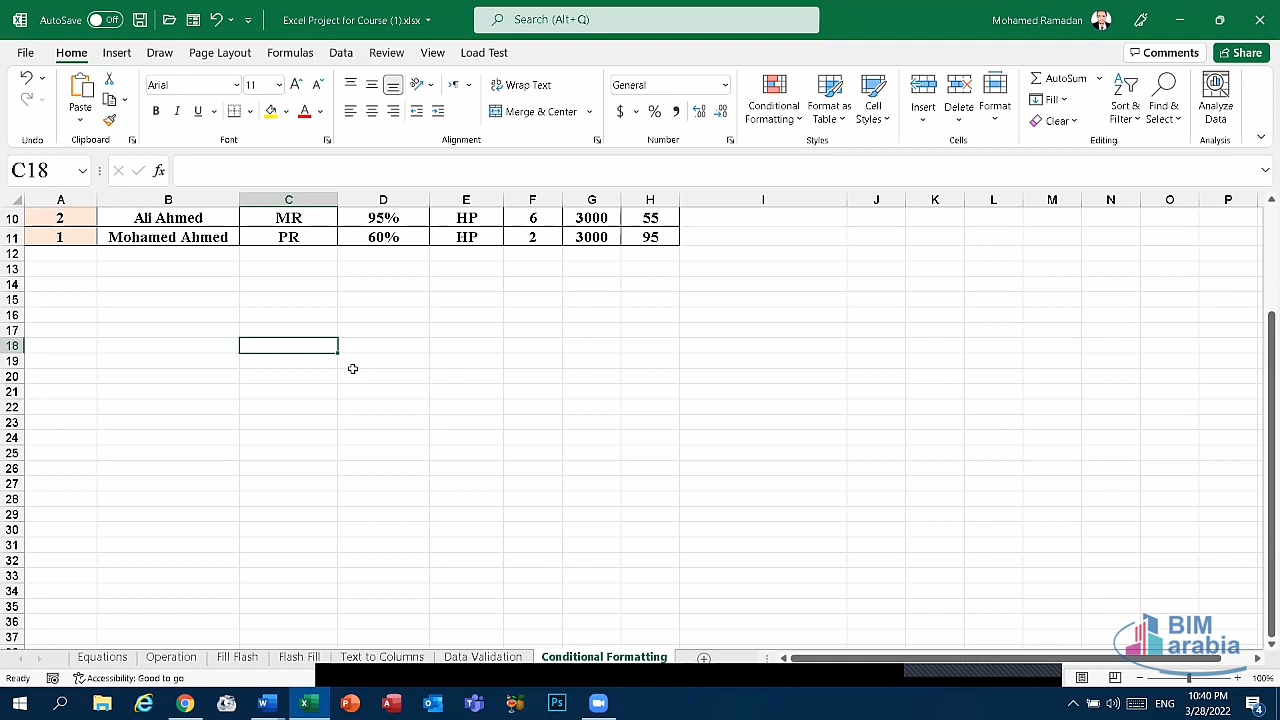 AutoSave Off Excel Project for Course (1).xlsx Search (Alt+Q) Mohamed Ramadan
File Home Insert Draw Page Layout Formulas Data Review View Load Test Comments Share
Arial 11 Wrap Text General AutoSum
Paste Merge & Center Conditional Formatting Format as Table Cell Styles Insert Delete Format Fill Sort & Filter Find & Select Analyze Data
Clear
Undo Clipboard Font Alignment Number Styles Cells Editing Analysis
C18 fx
A B C D E F G H I J K L M N O P
10 2 Ali Ahmed MR 95% HP 6 3000 55
11 1 Mohamed Ahmed PR 60% HP 2 3000 95
12
13
14
15
16
17
18
19
20
21
22
23
24
25
26
27
28
29
30
31
32
33
34
35
36
37
BIM
arabia
Equations Operation Fill Flash Flash Fill Text to Columns Data Validation Conditional Formatting
Ready Accessibility: Good to go 100%
ENG 10:40 PM
3/28/2022 4